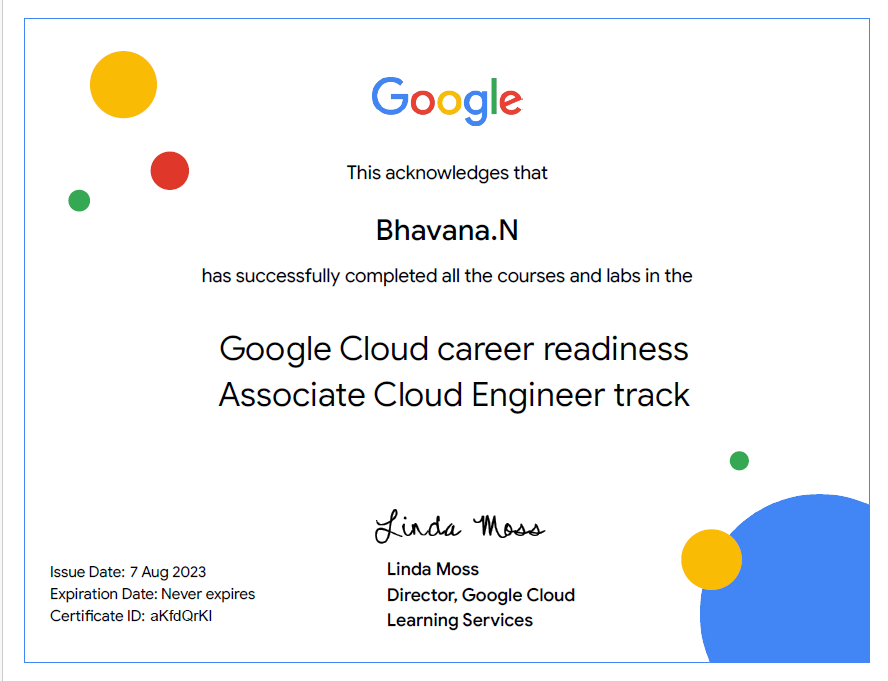 Google
This acknowledges that
Bhavana.N
has successfully completed all the courses and labs in the
Google Cloud career readiness
Associate Cloud Engineer track
Linda Moss
Linda Moss
Director, Google Cloud
Learning Services
Issue Date: 7 Aug 2023
Expiration Date: Never expires
Certificate ID: aKfdQrKI